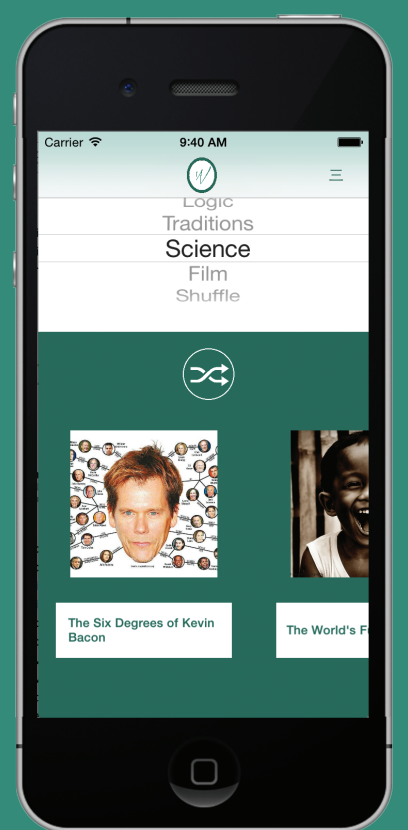 Carrier
9:40 AM
W
Logic
Traditions
Science
Film
Shuffle
The Six Degrees of Kevin
Bacon
The World's F